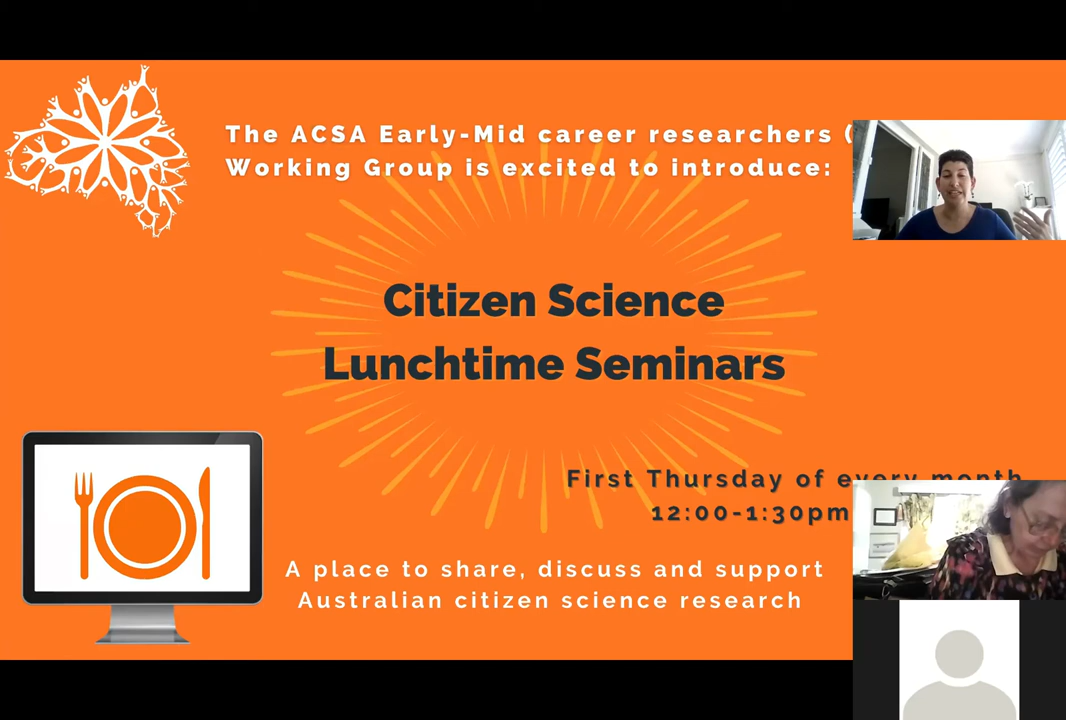 The ACSA Early-Mid career researchers (
Working Group is excited to introduce:
Citizen Science
Lunchtime Seminars
First Thursday of every month
12:00-1:30pm
A place to share, discuss and support
Australian citizen science research